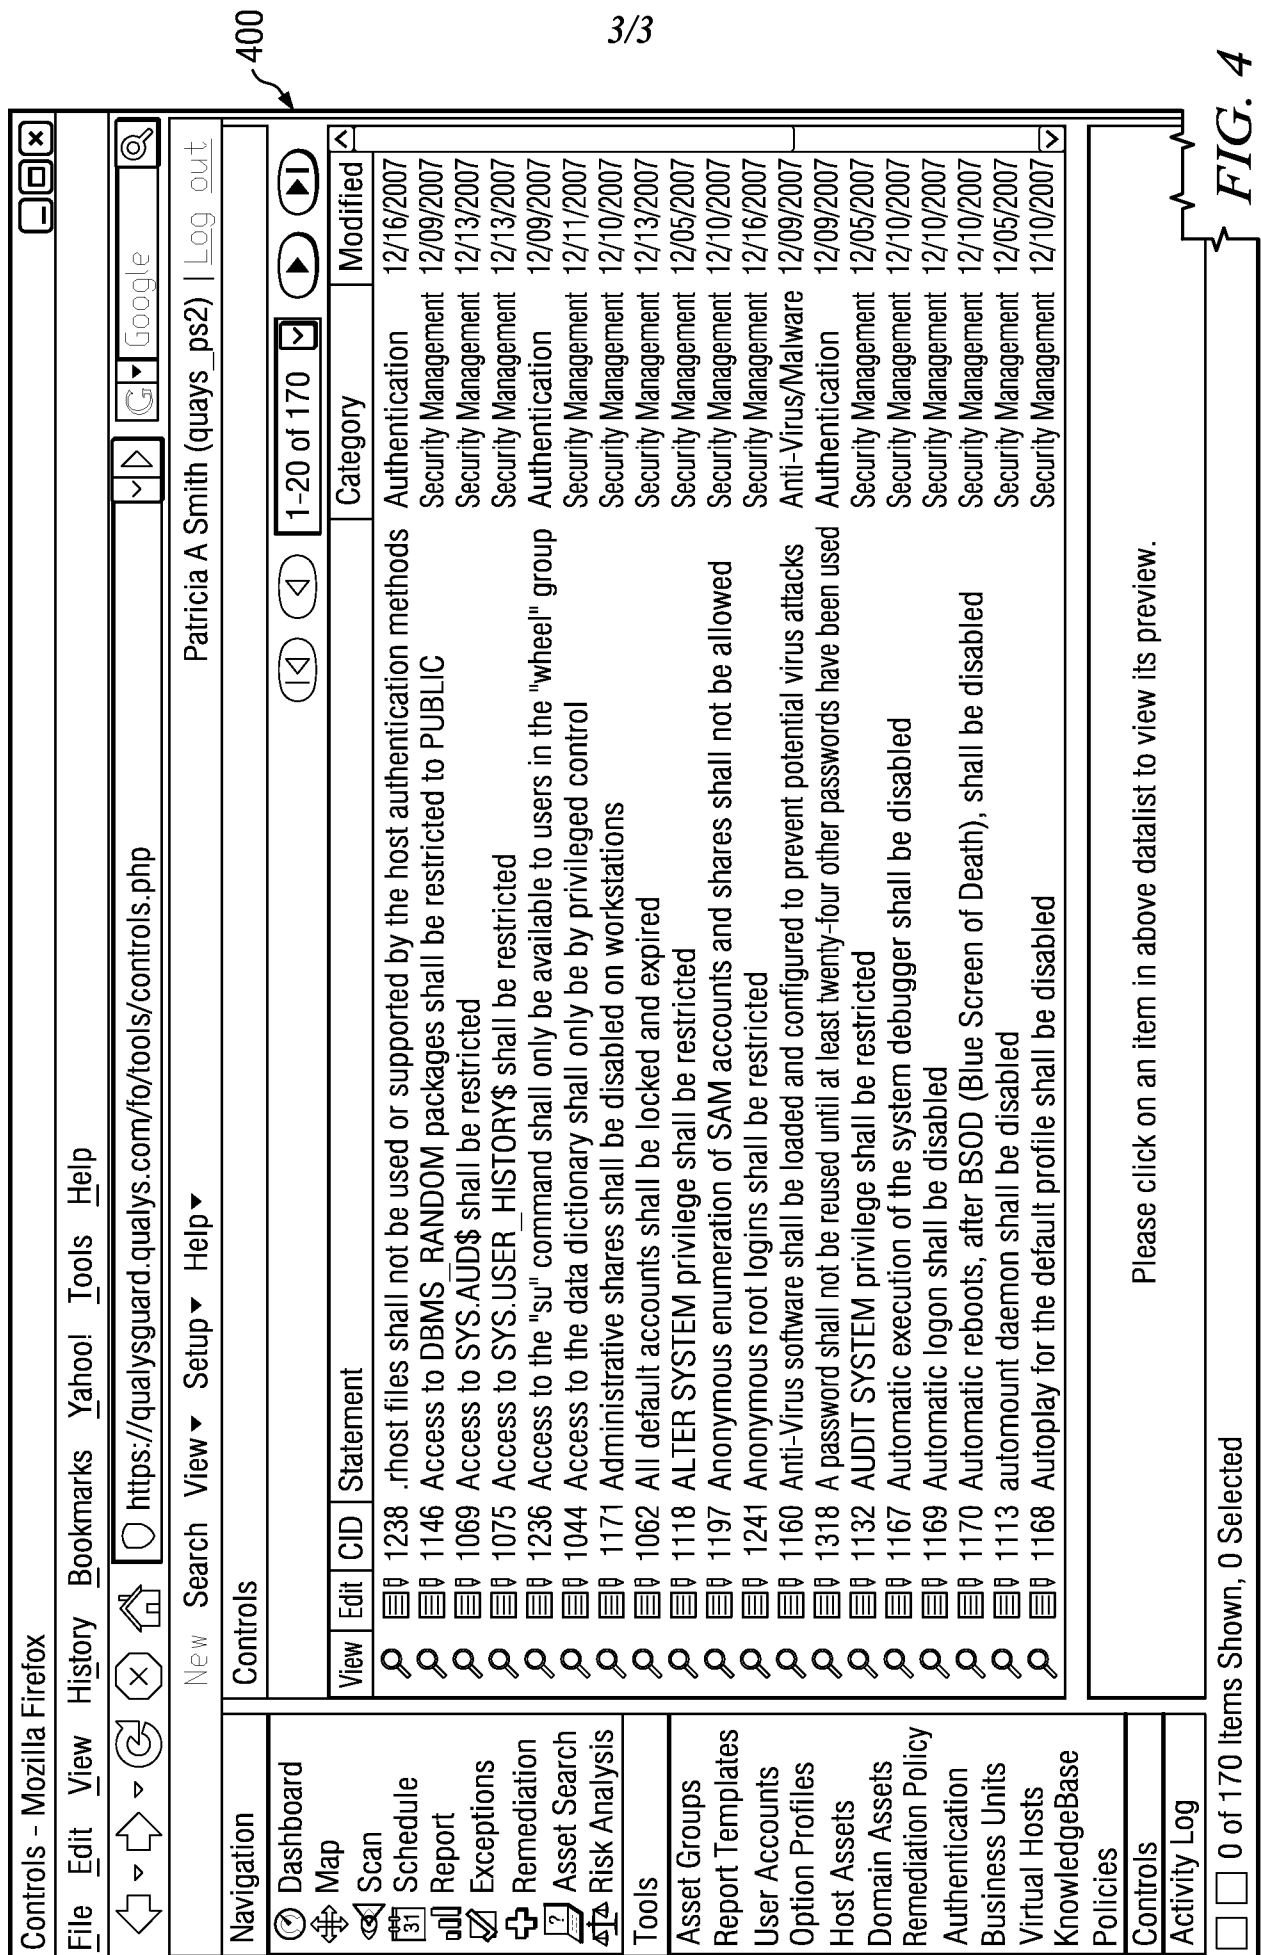 3/3
400
Controls - Mozilla Firefox
File Edit View History Bookmarks Yahoo! Tools Help
https://qualysguard.qualys.com/fo/tools/controls.php
G Google
New Search View Setup Help
Patricia A Smith (quays_ps2) | Log out
Navigation
Dashboard
Map
Scan
31 Schedule
Report
Exceptions
Remediation
? Asset Search
Risk Analysis
Tools
Asset Groups
Report Templates
User Accounts
Option Profiles
Host Assets
Domain Assets
Remediation Policy
Authentication
Business Units
Virtual Hosts
KnowledgeBase
Policies
Controls
Activity Log
Controls
1-20 of 170
View Edit CID Statement Category Modified
1238 .rhost files shall not be used or supported by the host authentication methods Authentication 12/16/2007
1146 Access to DBMS_RANDOM packages shall be restricted to PUBLIC Security Management 12/09/2007
1069 Access to SYS.AUD$ shall be restricted Security Management 12/13/2007
1075 Access to SYS.USER_HISTORY$ shall be restricted Security Management 12/13/2007
1236 Access to the "su" command shall only be available to users in the "wheel" group Authentication 12/09/2007
1044 Access to the data dictionary shall only be by privileged control Security Management 12/11/2007
1171 Administrative shares shall be disabled on workstations Security Management 12/10/2007
1062 All default accounts shall be locked and expired Security Management 12/13/2007
1118 ALTER SYSTEM privilege shall be restricted Security Management 12/05/2007
1197 Anonymous enumeration of SAM accounts and shares shall not be allowed Security Management 12/10/2007
1241 Anonymous root logins shall be restricted Security Management 12/16/2007
1160 Anti-Virus software shall be loaded and configured to prevent potential virus attacks Anti-Virus/Malware 12/09/2007
1318 A password shall not be reused until at least twenty-four other passwords have been used Authentication 12/09/2007
1132 AUDIT SYSTEM privilege shall be restricted Security Management 12/05/2007
1167 Automatic execution of the system debugger shall be disabled Security Management 12/10/2007
1169 Automatic logon shall be disabled Security Management 12/10/2007
1170 Automatic reboots, after BSOD (Blue Screen of Death), shall be disabled Security Management 12/10/2007
1113 automount daemon shall be disabled Security Management 12/05/2007
1168 Autoplay for the default profile shall be disabled Security Management 12/10/2007
Please click on an item in above datalist to view its preview.
0 of 170 Items Shown, 0 Selected
FIG. 4